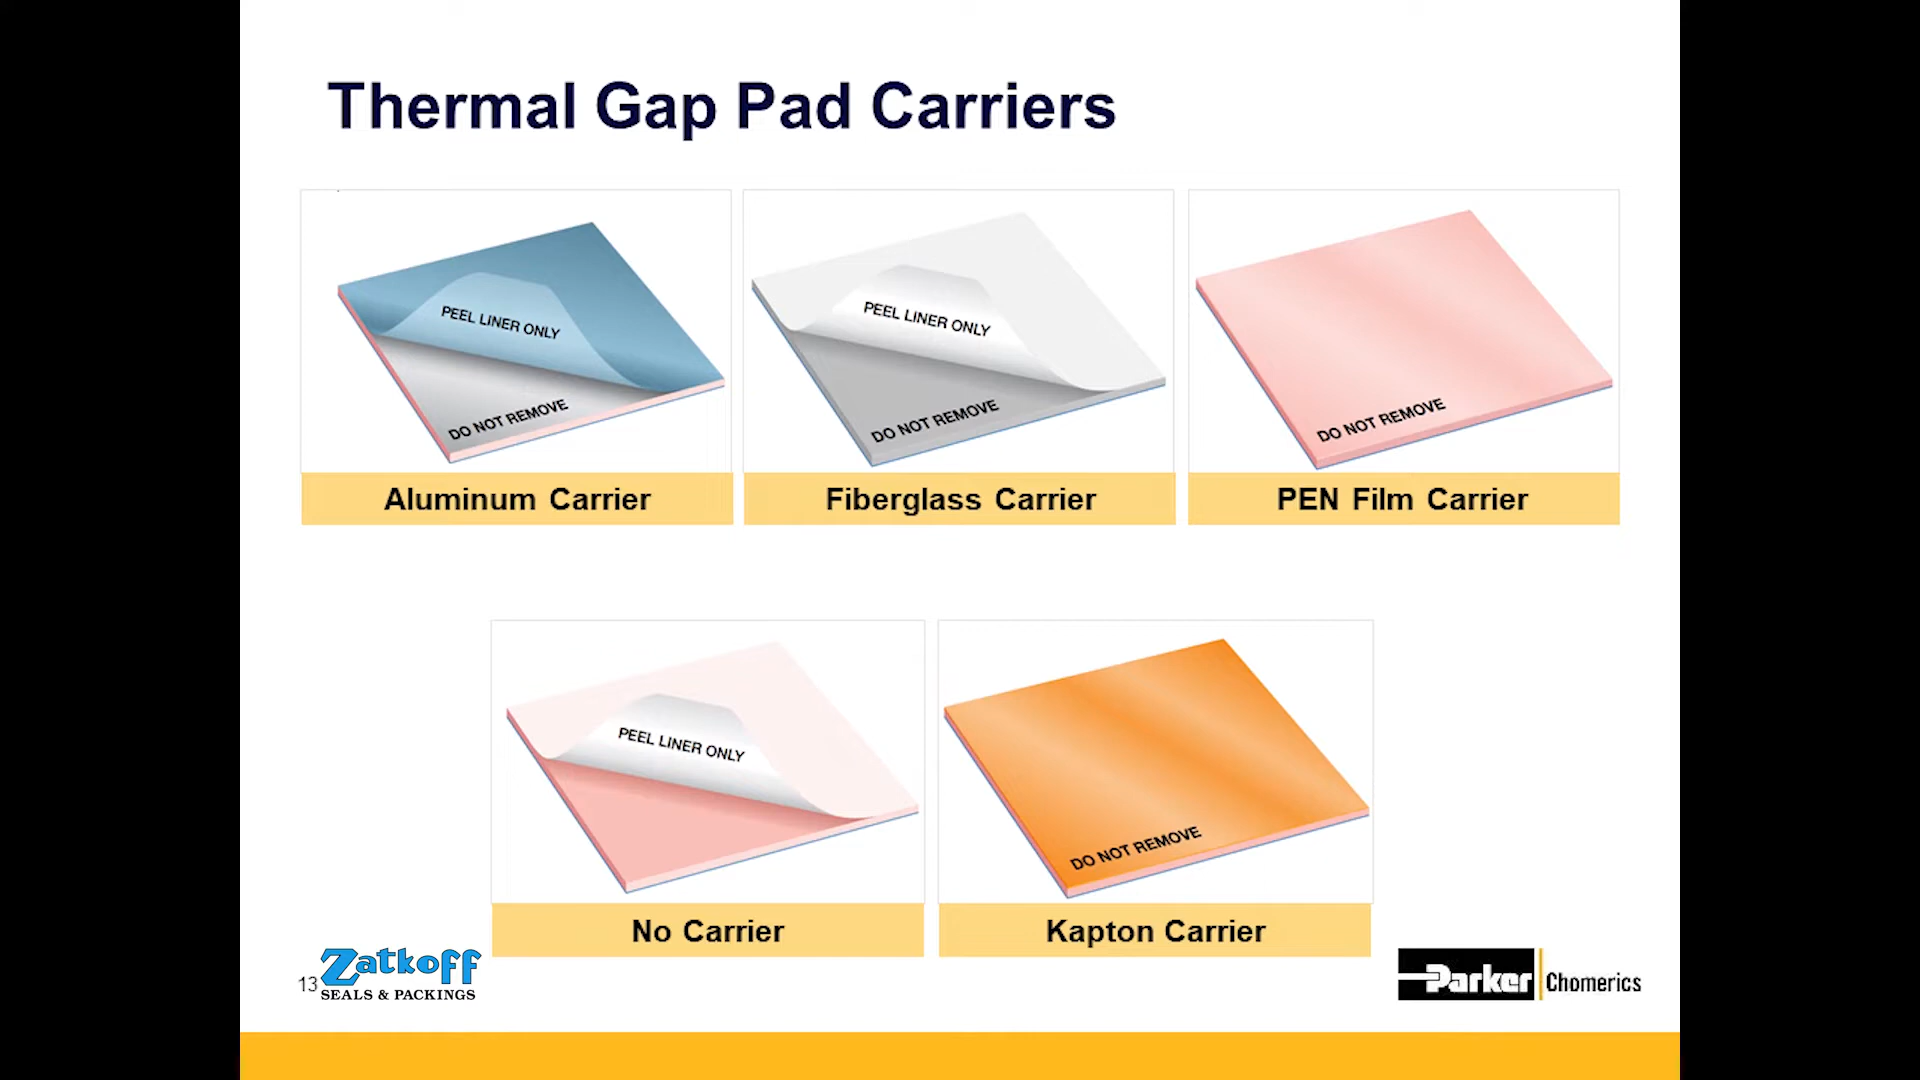 Thermal Gap Pad Carriers
PEEL LINER ONLY
DO NOT REMOVE
Aluminum Carrier
PEEL LINER ONLY
DO NOT REMOVE
Fiberglass Carrier
DO NOT REMOVE
PEN Film Carrier
PEEL LINER ONLY
No Carrier
DO NOT REMOVE
Kapton Carrier
13
Zatkoff
SEALS & PACKINGS
Parker
Chomerics